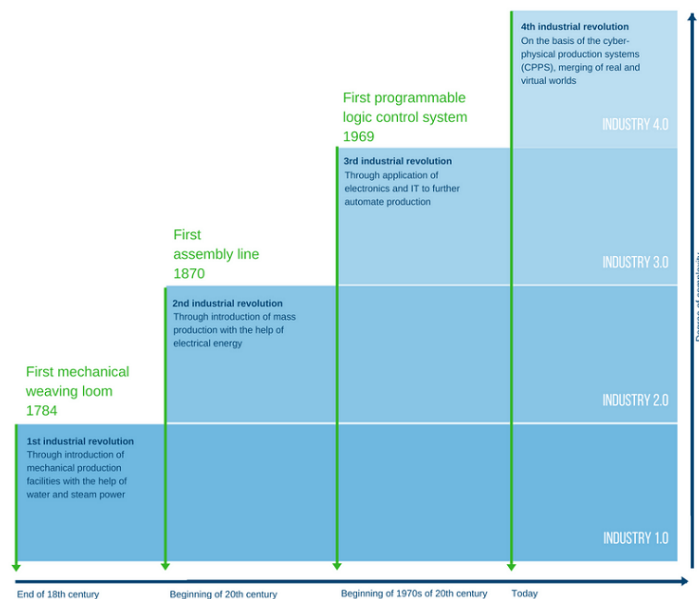 4th industrial revolution
On the basis of the cyber-
physical production systems
(CPPS), merging of real and
virtual worlds
INDUSTRY 4.0
First programmable
logic control system
1969
3rd industrial revolution
Through application of
electronics and IT to further
automate production
INDUSTRY 3.0
First
assembly line
1870
2nd industrial revolution
Through introduction of mass
production with the help of
electrical energy
INDUSTRY 2.0
First mechanical
weaving loom
1784
1st industrial revolution
Through introduction of
mechanical production
facilities with the help of
water and steam power
INDUSTRY 1.0
End of 18th century
Beginning of 20th century
Beginning of 1970s of 20th century
Today